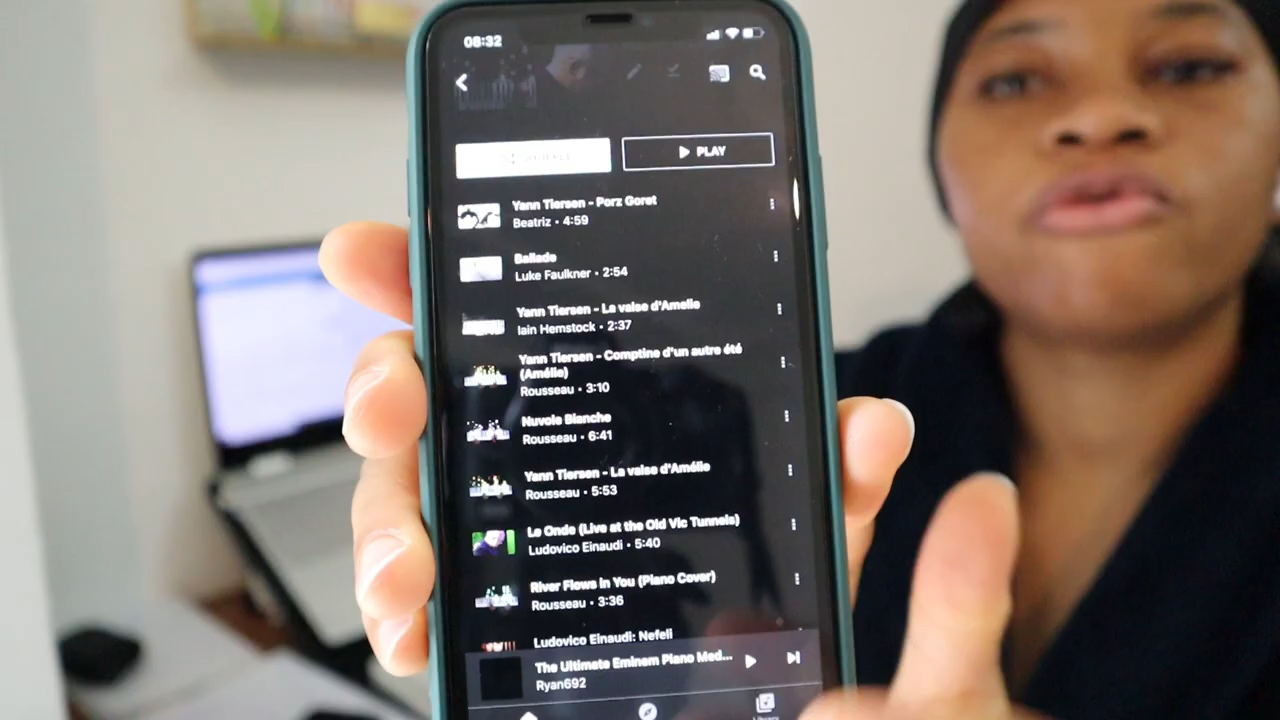 08:32
SHUFFLE
PLAY
Yann Tiersen - Porz Goret
Beatriz • 4:59
Ballade
Luke Faulkner • 2:54
Yann Tiersen - La valse d'Amelie
Iain Hemstock • 2:37
Yann Tiersen - Comptine d'un autre été
(Amélie)
Rousseau • 3:10
Nuvole Bianche
Rousseau • 6:41
Yann Tiersen - La valse d'Amélie
Rousseau • 5:53
Le Onde (Live at the Old Vic Tunnels)
Ludovico Einaudi • 5:40
River Flows In You (Piano Cover)
Rousseau • 3:36
Ludovico Einaudi: Nefeli
The Ultimate Eminem Piano Med...
Ryan692
Library